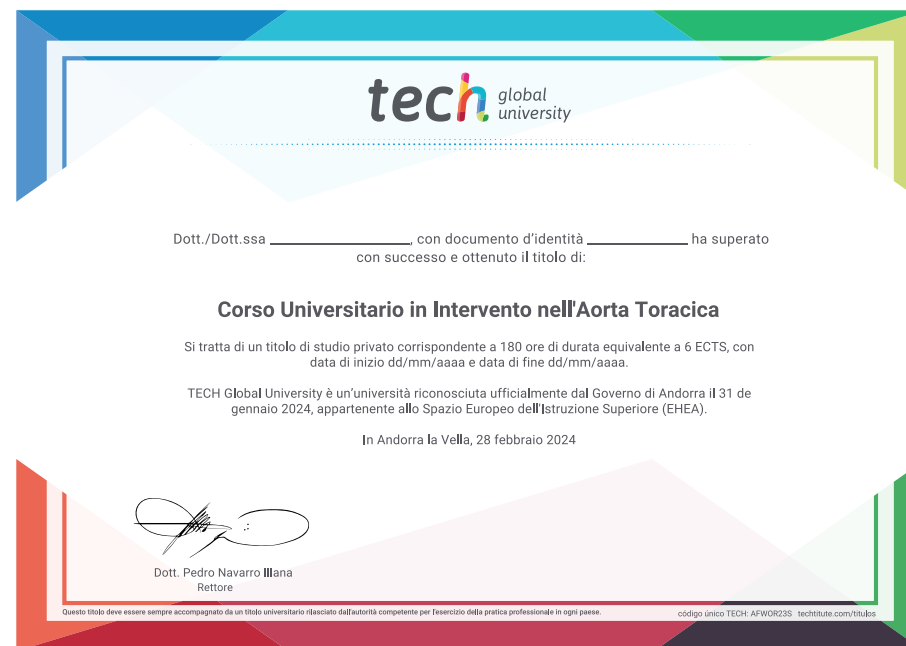 tech global university
Dott./Dott.ssa ________________, con documento d'identità ____________ ha superato
con successo e ottenuto il titolo di:
Corso Universitario in Intervento nell'Aorta Toracica
Si tratta di un titolo di studio privato corrispondente a 180 ore di durata equivalente a 6 ECTS, con
data di inizio dd/mm/aaaa e data di fine dd/mm/aaaa.
TECH Global University è un'università riconosciuta ufficialmente dal Governo di Andorra il 31 de
gennaio 2024, appartenente allo Spazio Europeo dell'Istruzione Superiore (EHEA).
In Andorra la Vella, 28 febbraio 2024
Dott. Pedro Navarro Illana
Rettore
Questo titolo deve essere sempre accompagnato da un titolo universitario rilasciato dall'autorità competente per l'esercizio della pratica professionale in ogni paese.
código único TECH: AFWOR23S techtitute.com/titulos